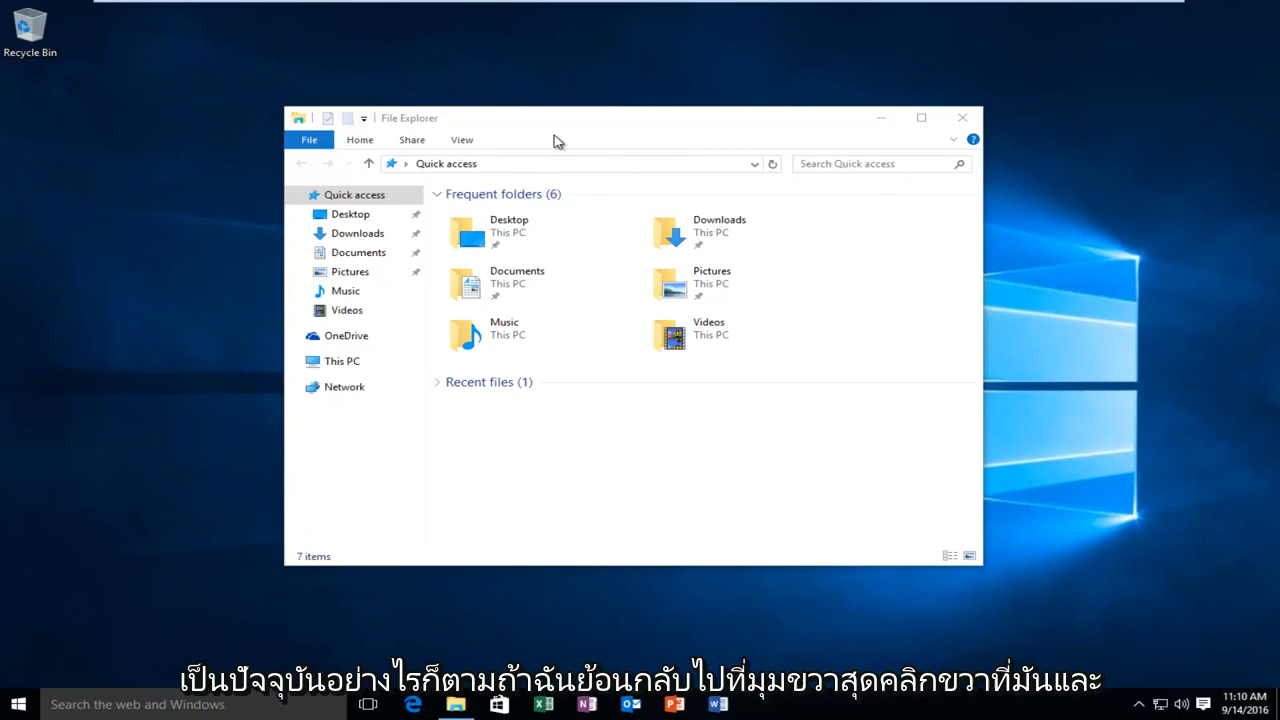 Recycle Bin
File Explorer
File Home Share View
Quick access
Search Quick access
Quick access
Desktop
Downloads
Documents
Pictures
Music
Videos
OneDrive
This PC
Network
Frequent folders (6)
Desktop
This PC
Downloads
This PC
Documents
This PC
Pictures
This PC
Music
This PC
Videos
This PC
Recent files (1)
7 items
เป็นปัจจุบันอย่างไรก็ตามถ้าฉันย้อนกลับไปที่มุมขวาสุดคลิกขวาที่มันและ
Search the web and Windows
11:10 AM
9/14/2016